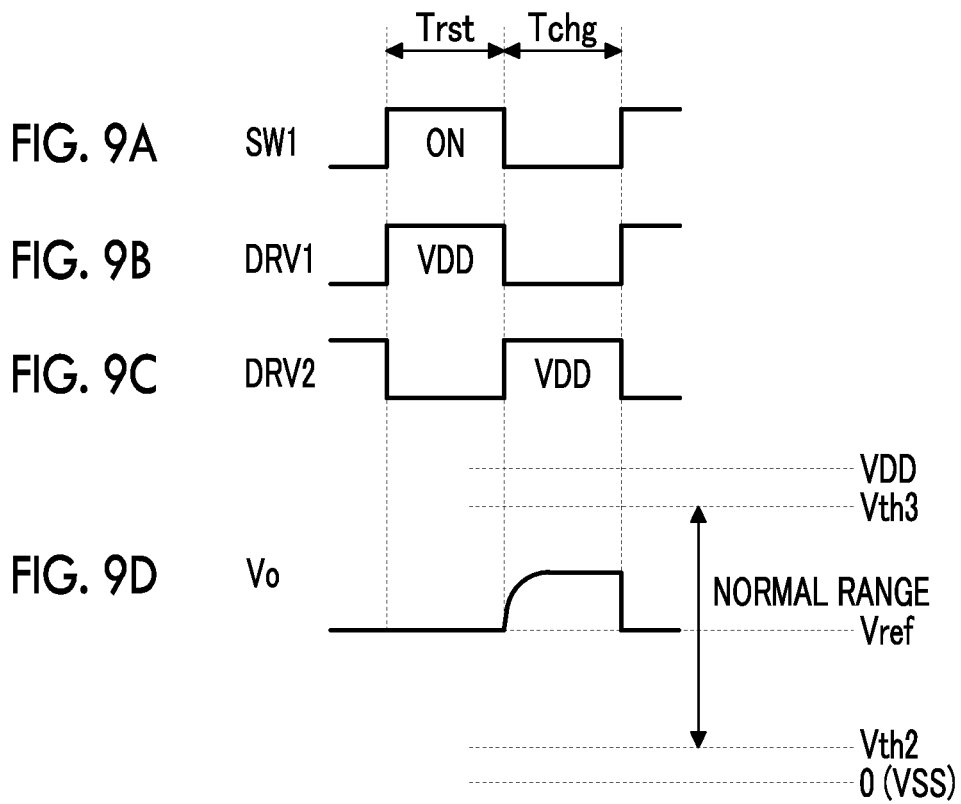 Trst Tchg
FIG. 9A SW1 ON
FIG. 9B DRV1 VDD
FIG. 9C DRV2 VDD
VDD
Vth3
FIG. 9D Vo
NORMAL RANGE
Vref
Vth2
0 (VSS)